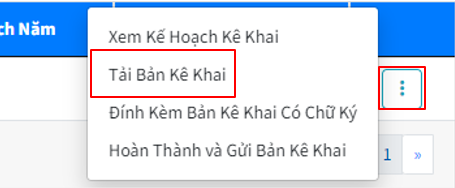 ch Năm
Xem Kế Hoạch Kê Khai
Tải Bản Kê Khai
Đính Kèm Bản Kê Khai Có Chữ Ký
Hoàn Thành và Gửi Bản Kê Khai
1 »